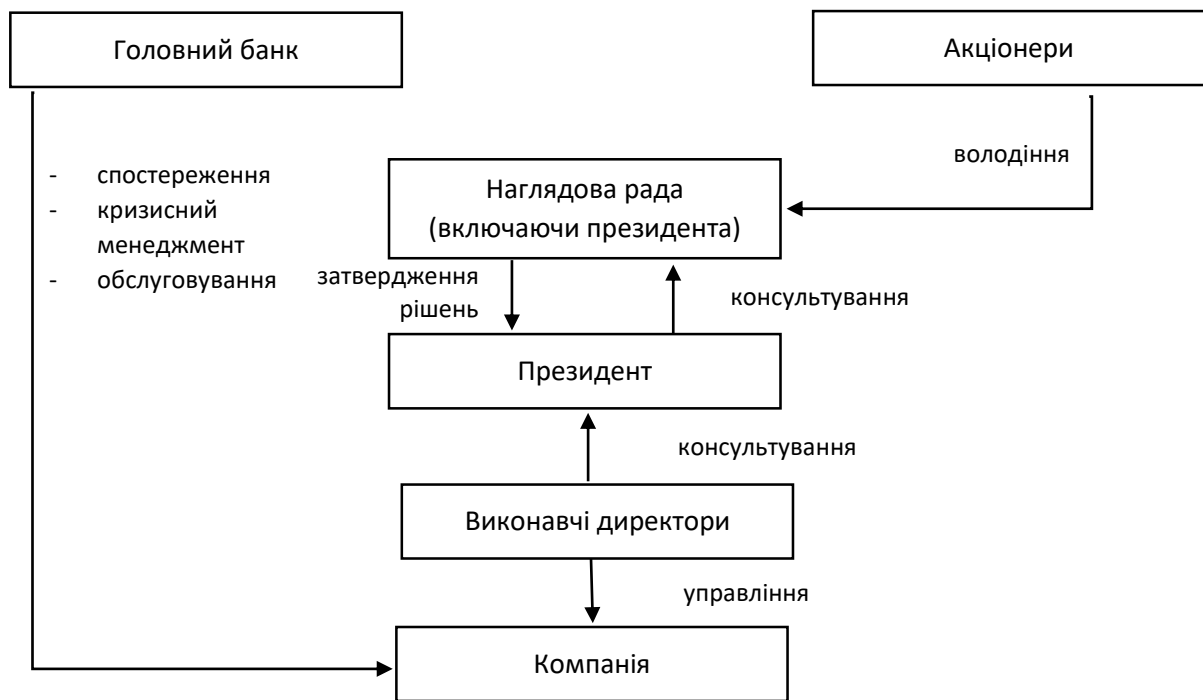 Головний банк
Акціонери
володіння
- спостереження
- кризисний
менеджмент
- обслуговування
Наглядова рада
(включаючи президента)
затвердження
рішень
консультування
Президент
консультування
Виконавчі директори
управління
Компанія